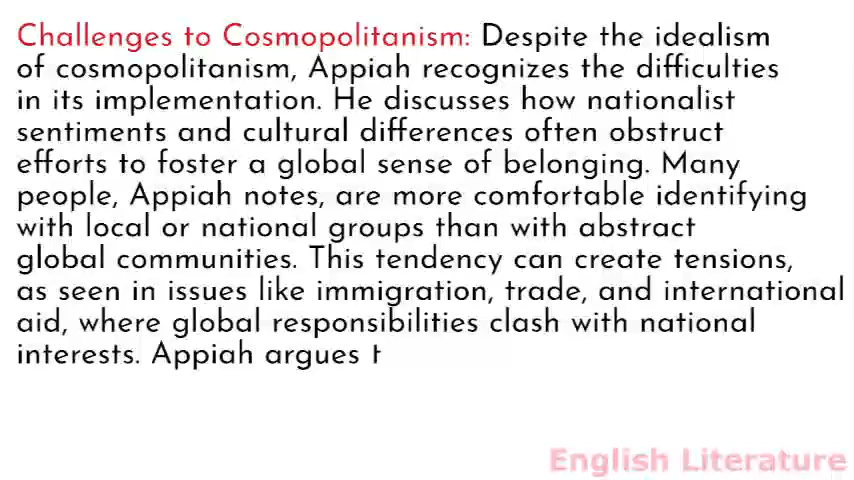 Challenges to Cosmopolitanism: Despite the idealism
of cosmopolitanism, Appiah recognizes the difficulties
in its implementation. He discusses how nationalist
sentiments and cultural differences often obstruct
efforts to foster a global sense of belonging. Many
people, Appiah notes, are more comfortable identifying
with local or national groups than with abstract
global communities. This tendency can create tensions,
as seen in issues like immigration, trade, and international
aid, where global responsibilities clash with national
interests. Appiah argues t
English Literature